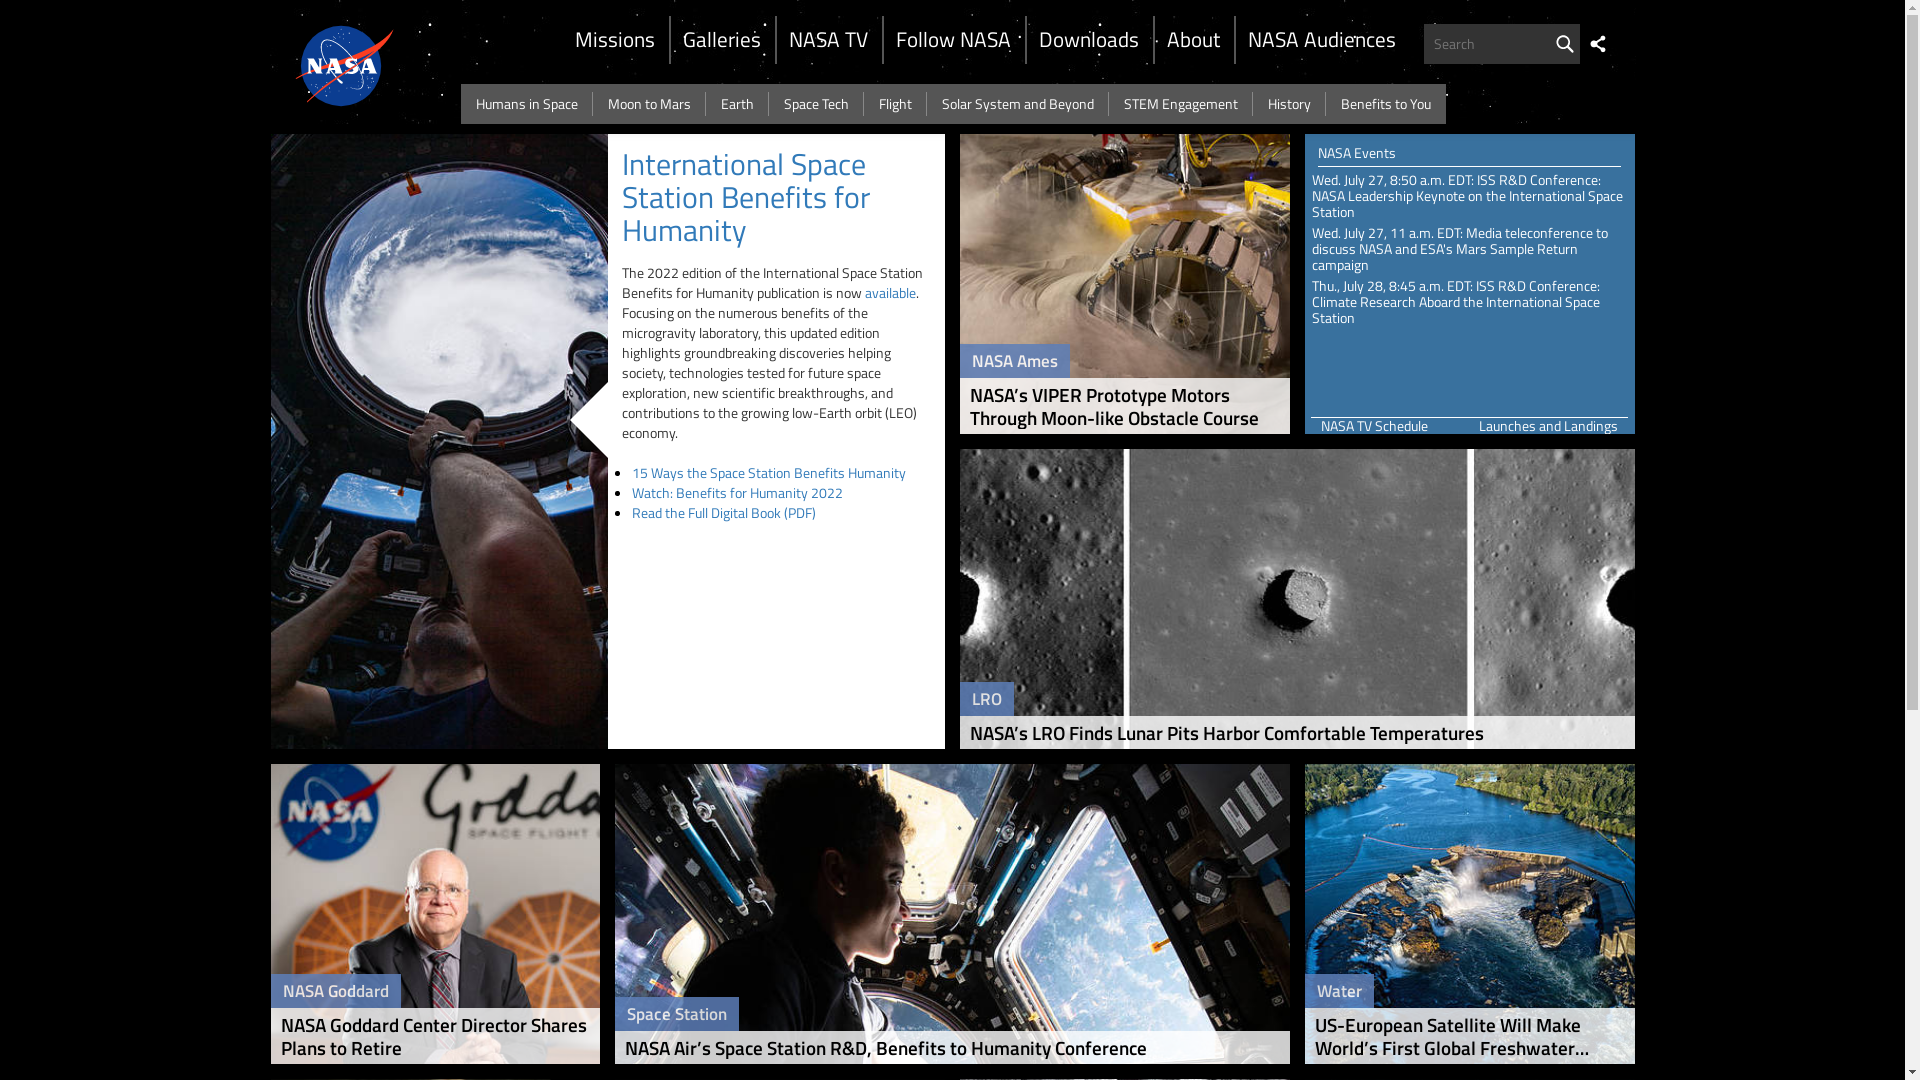 NASA
Missions
Galleries
NASA TV
Follow NASA
Downloads
About
NASA Audiences
Search
Humans in Space
Moon to Mars
Earth
Space Tech
Flight
Solar System and Beyond
STEM Engagement
History
Benefits to You
International Space
Station Benefits for
Humanity
The 2022 edition of the International Space Station
Benefits for Humanity publication is now available.
Focusing on the numerous benefits of the
microgravity laboratory, this updated edition
highlights groundbreaking discoveries helping
society, technologies tested for future space
exploration, new scientific breakthroughs, and
contributions to the growing low-Earth orbit (LEO)
economy.
15 Ways the Space Station Benefits Humanity
Watch: Benefits for Humanity 2022
Read the Full Digital Book (PDF)
NASA Ames
NASA’s VIPER Prototype Motors
Through Moon-like Obstacle Course
NASA Events
Wed. July 27, 8:50 a.m. EDT: ISS R&D Conference:
NASA Leadership Keynote on the International Space
Station
Wed. July 27, 11 a.m. EDT: Media teleconference to
discuss NASA and ESA's Mars Sample Return
campaign
Thu., July 28, 8:45 a.m. EDT: ISS R&D Conference:
Climate Research Aboard the International Space
Station
NASA TV Schedule
Launches and Landings
LRO
NASA’s LRO Finds Lunar Pits Harbor Comfortable Temperatures
NASA
Godda
SPACE FLIGHT
NASA Goddard
NASA Goddard Center Director Shares
Plans to Retire
Space Station
NASA Air’s Space Station R&D, Benefits to Humanity Conference
Water
US-European Satellite Will Make
World’s First Global Freshwater...